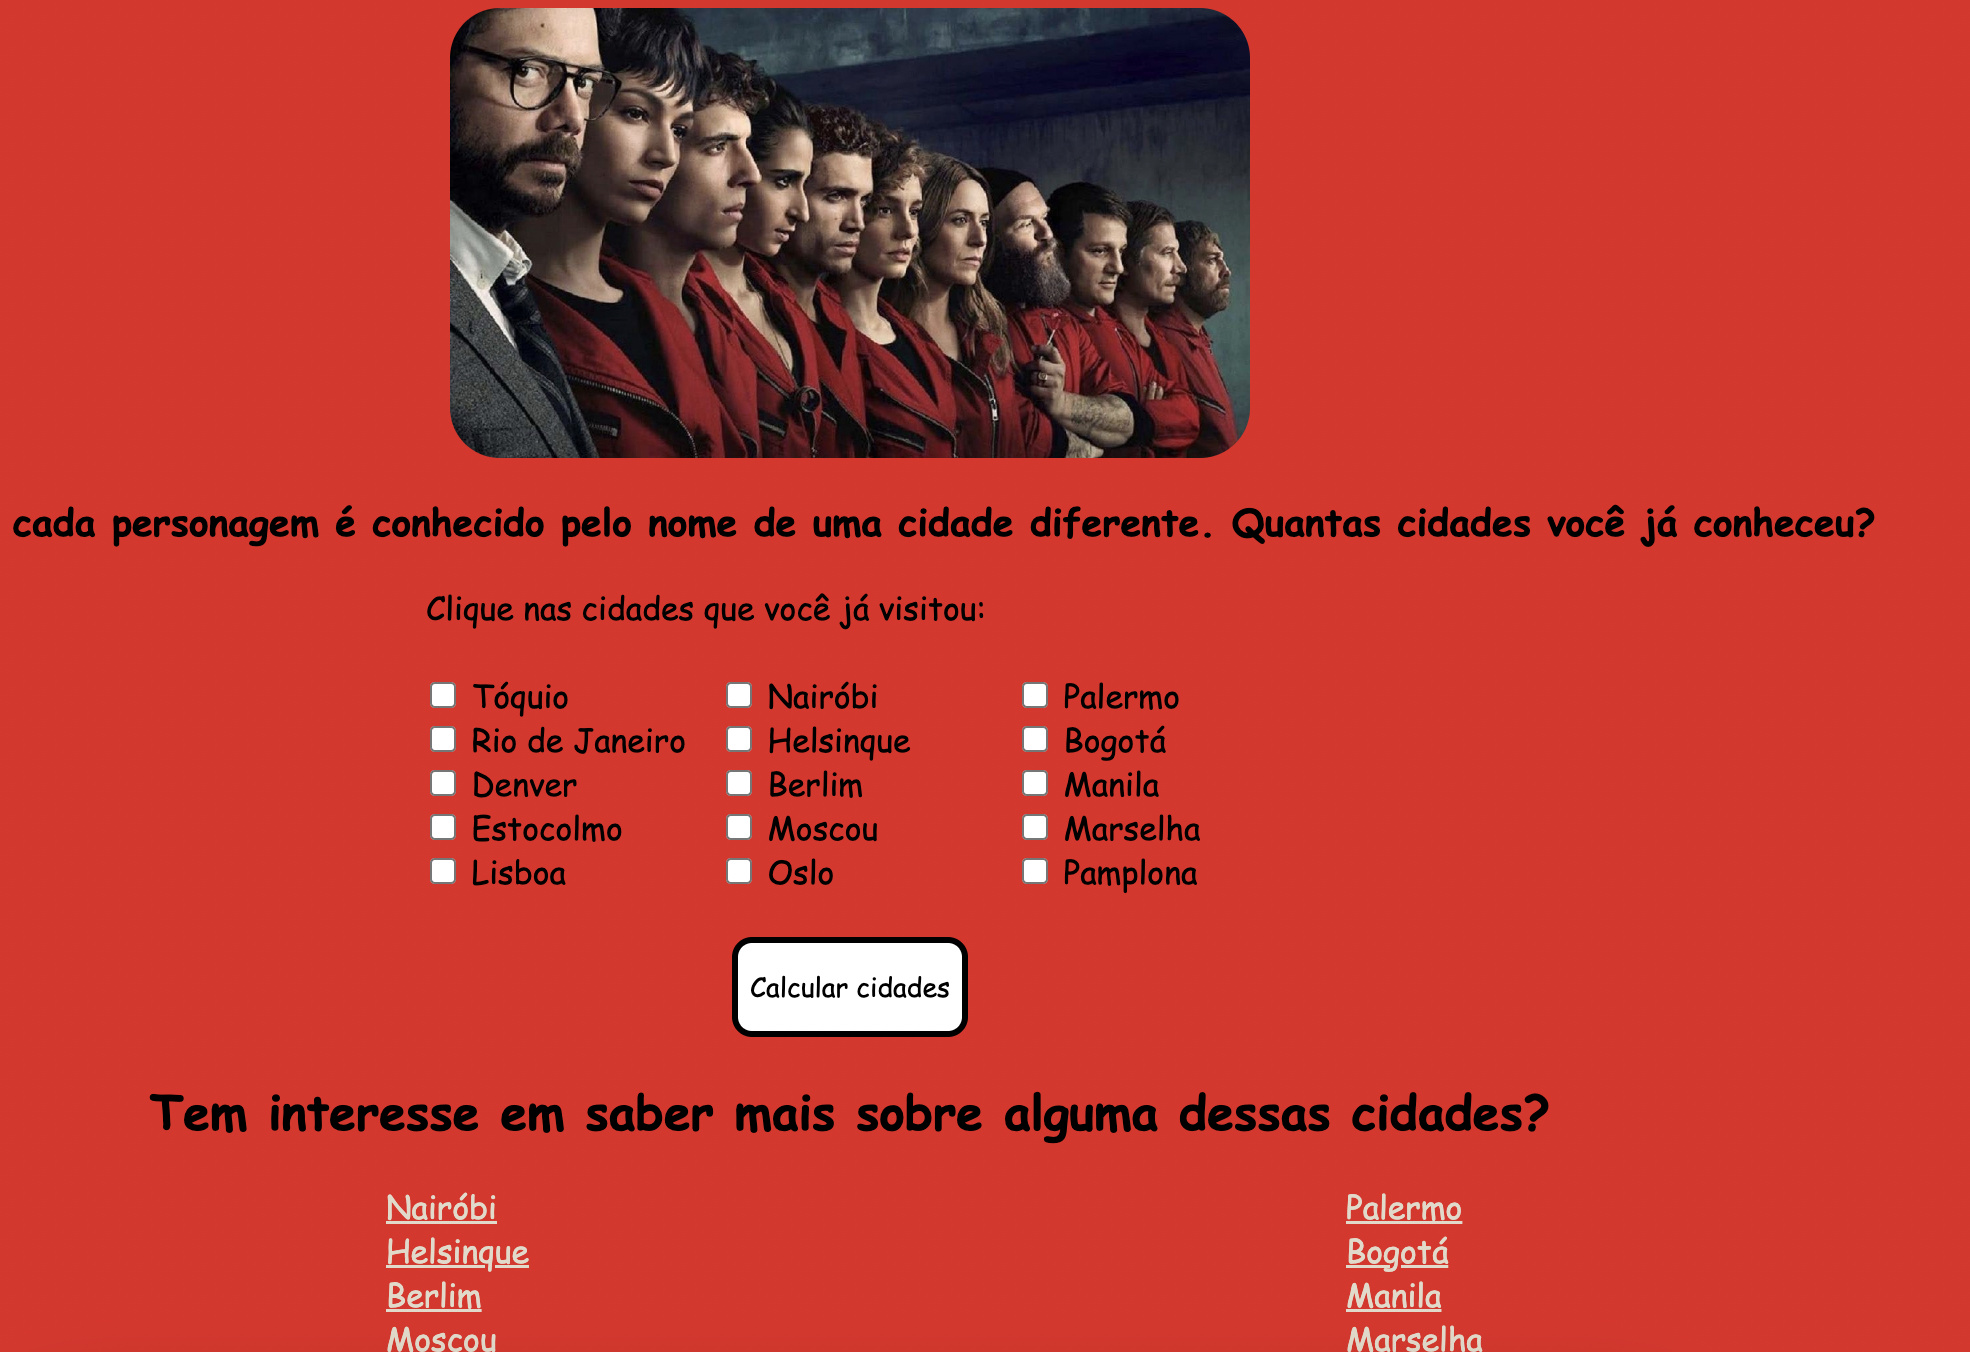 cada personagem é conhecido pelo nome de uma cidade diferente. Quantas cidades você já conheceu?
Clique nas cidades que você já visitou:
Tóquio Nairóbi Palermo
Rio de Janeiro Helsinque Bogotá
Denver Berlim Manila
Estocolmo Moscou Marselha
Lisboa Oslo Pamplona
Calcular cidades
Tem interesse em saber mais sobre alguma dessas cidades?
Nairóbi Palermo
Helsinque Bogotá
Berlim Manila
Moscou Marselha